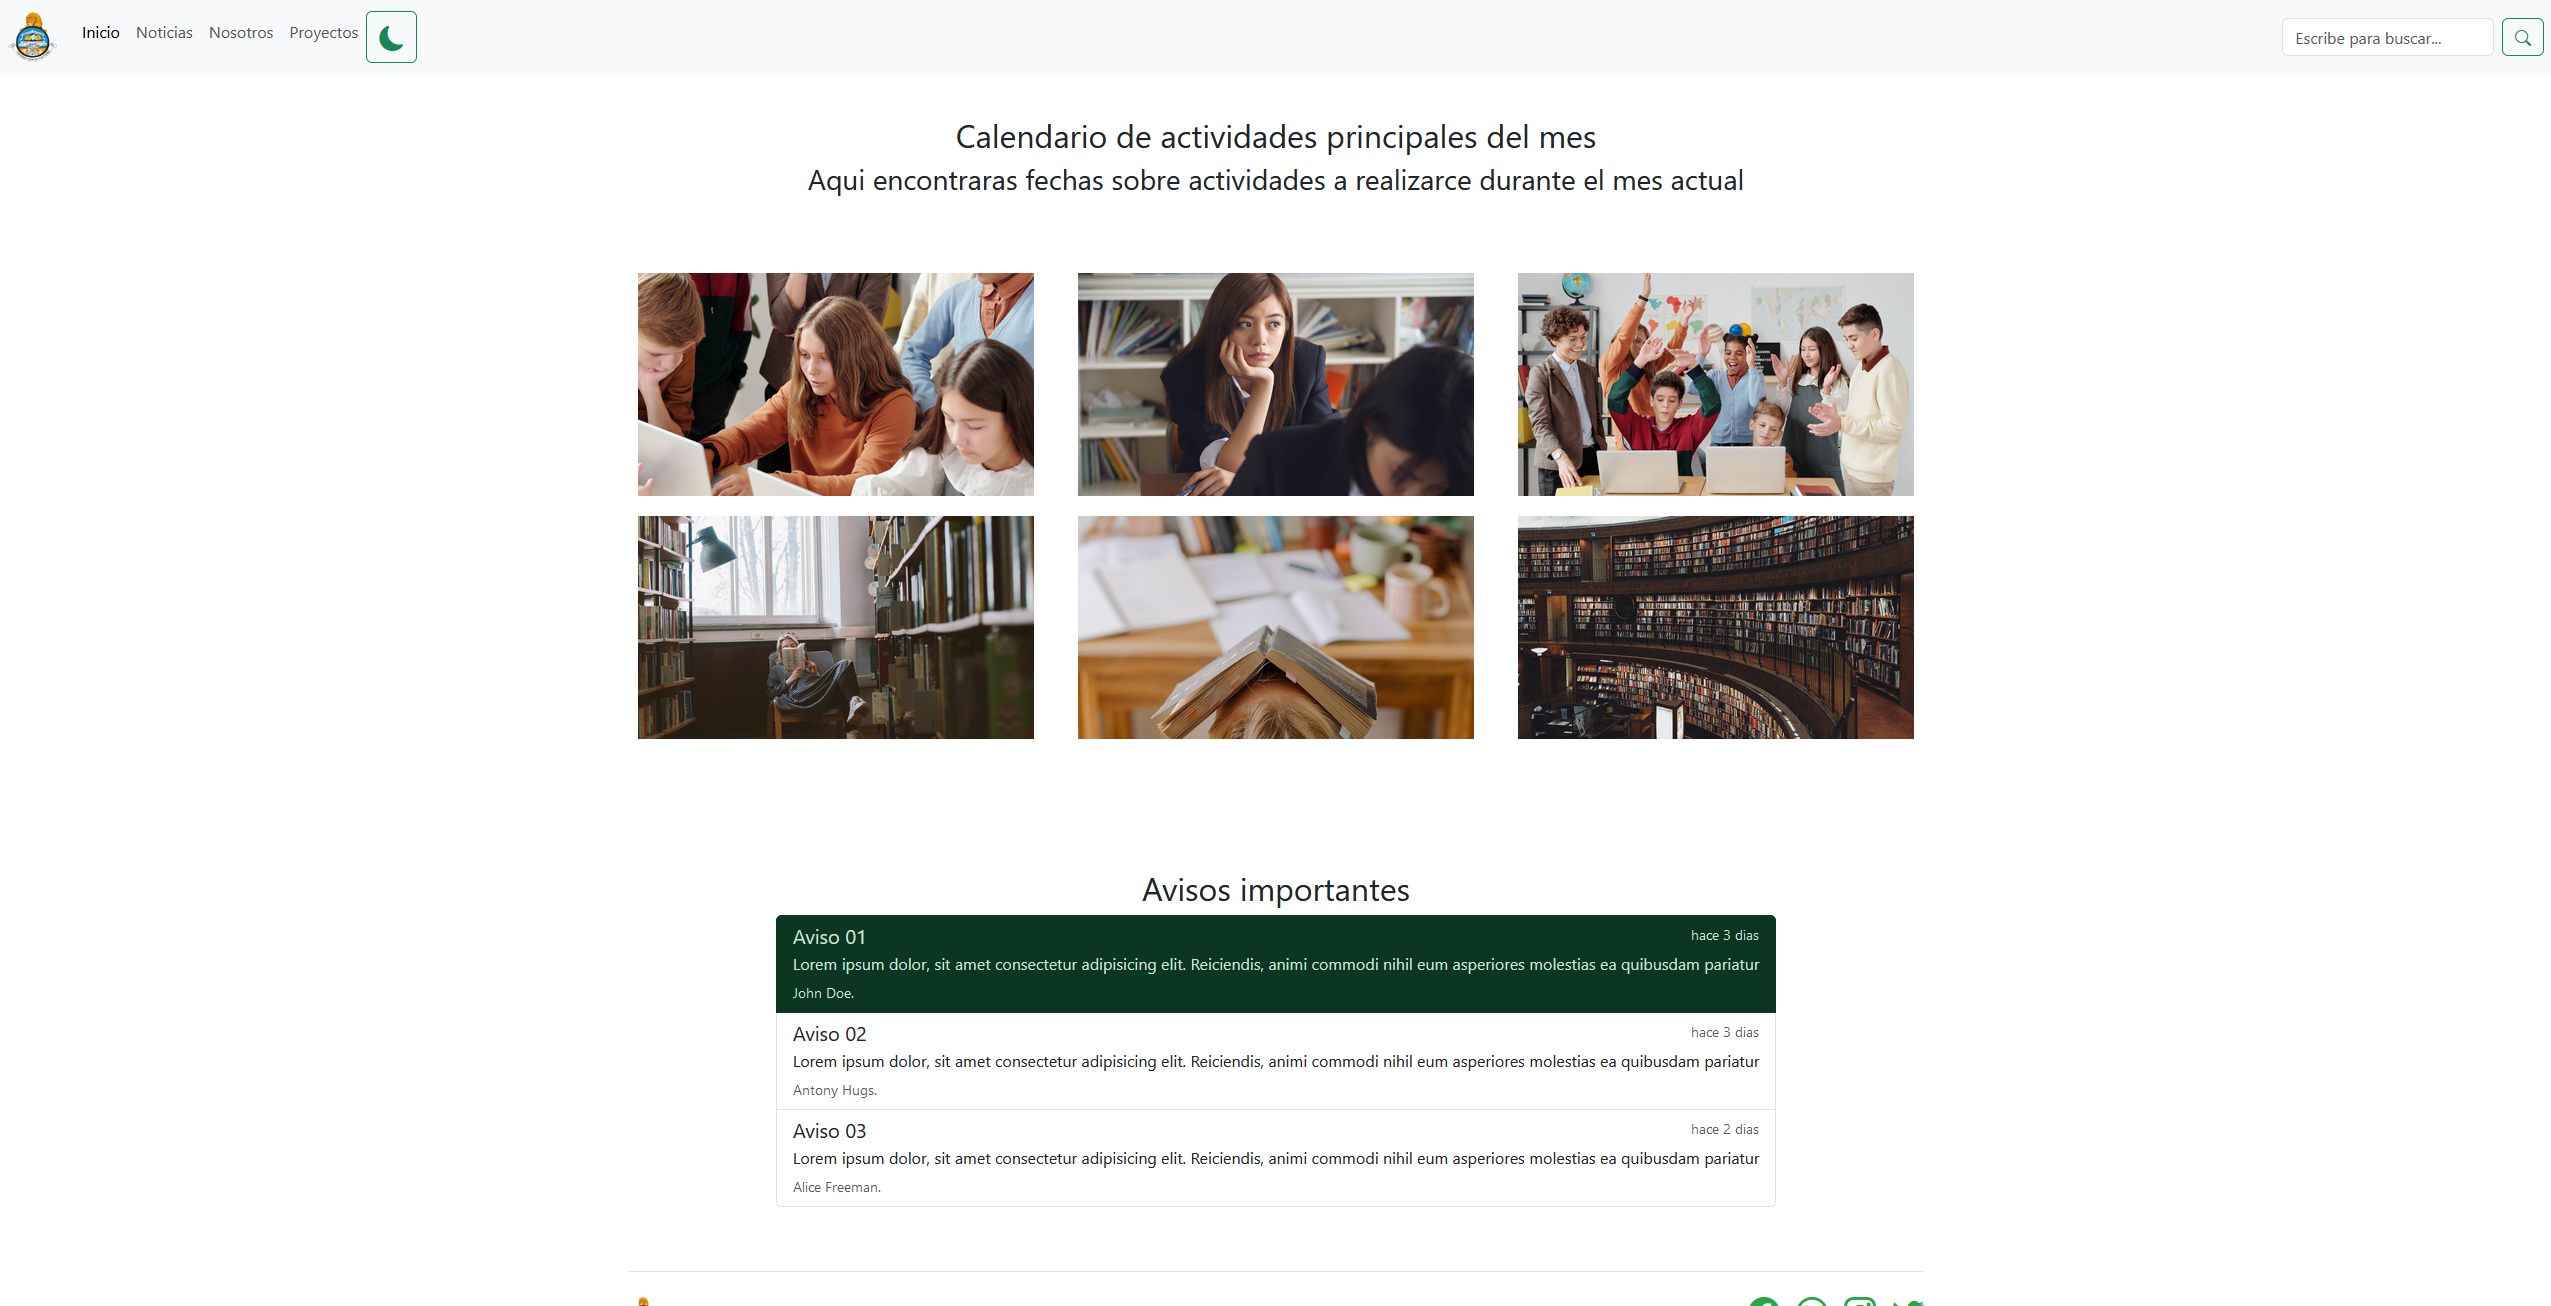 Inicio Noticias Nosotros Proyectos Escribe para buscar...
Calendario de actividades principales del mes
Aqui encontraras fechas sobre actividades a realizarce durante el mes actual
Avisos importantes
Aviso 01 hace 3 dias
Lorem ipsum dolor, sit amet consectetur adipisicing elit. Reiciendis, animi commodi nihil eum asperiores molestias ea quibusdam pariatur
John Doe.
Aviso 02 hace 3 dias
Lorem ipsum dolor, sit amet consectetur adipisicing elit. Reiciendis, animi commodi nihil eum asperiores molestias ea quibusdam pariatur
Antony Hugs.
Aviso 03 hace 2 dias
Lorem ipsum dolor, sit amet consectetur adipisicing elit. Reiciendis, animi commodi nihil eum asperiores molestias ea quibusdam pariatur
Alice Freeman.